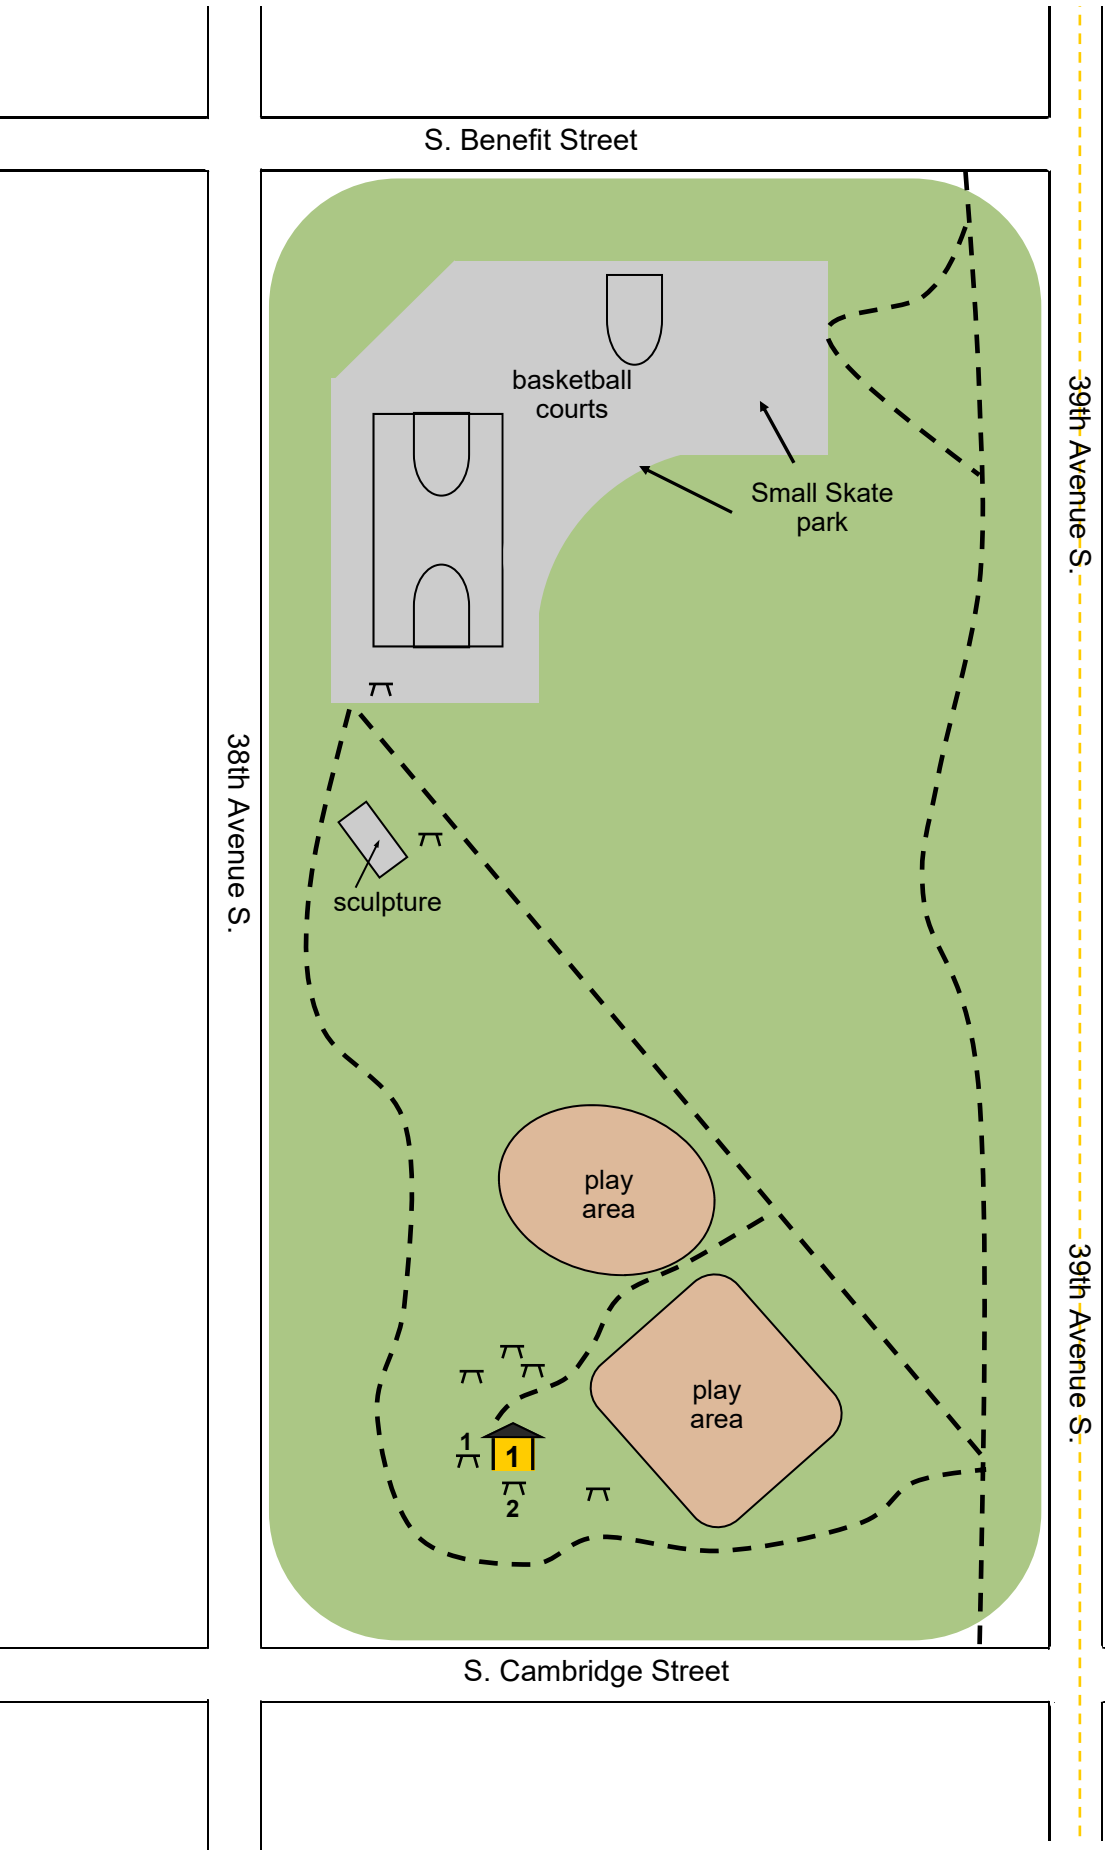 S. Benefit Street
basketball
courts
39th Avenue S.
Small Skate
park
38th Avenue S.
sculpture
play
area
39th Avenue S.
play
area
1
1
2
S. Cambridge Street